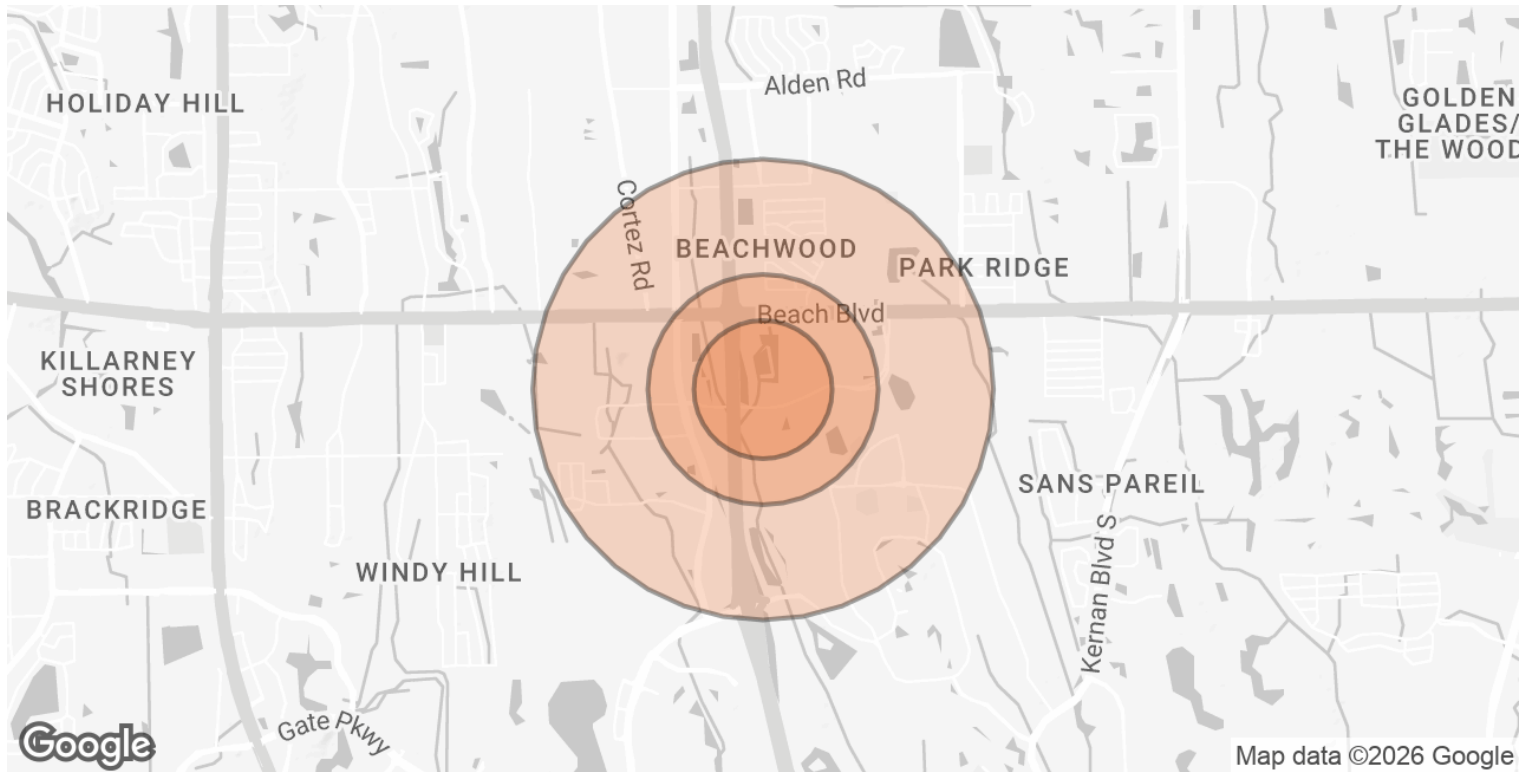 Alden Rd
HOLIDAY HILL
GOLDEN
GLADES/
THE WOOD
Cortez Rd
BEACHWOOD
PARK RIDGE
Beach Blvd
KILLARNEY
SHORES
SANS PAREIL
BRACKRIDGE
WINDY HILL
Kernan Blvd S
Gate Pkwy
Google
Map data ©2026 Google